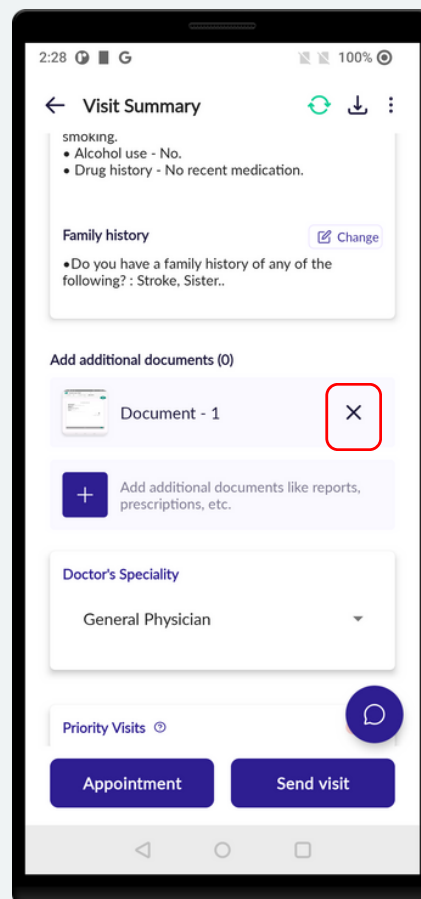 2:28 G 100%
Visit Summary
smoking.
• Alcohol use - No.
• Drug history - No recent medication.
Family history Change
•Do you have a family history of any of the
following? : Stroke, Sister..
Add additional documents (0)
Document - 1
Add additional documents like reports,
prescriptions, etc.
Doctor's Speciality
General Physician
Priority Visits
Appointment Send visit